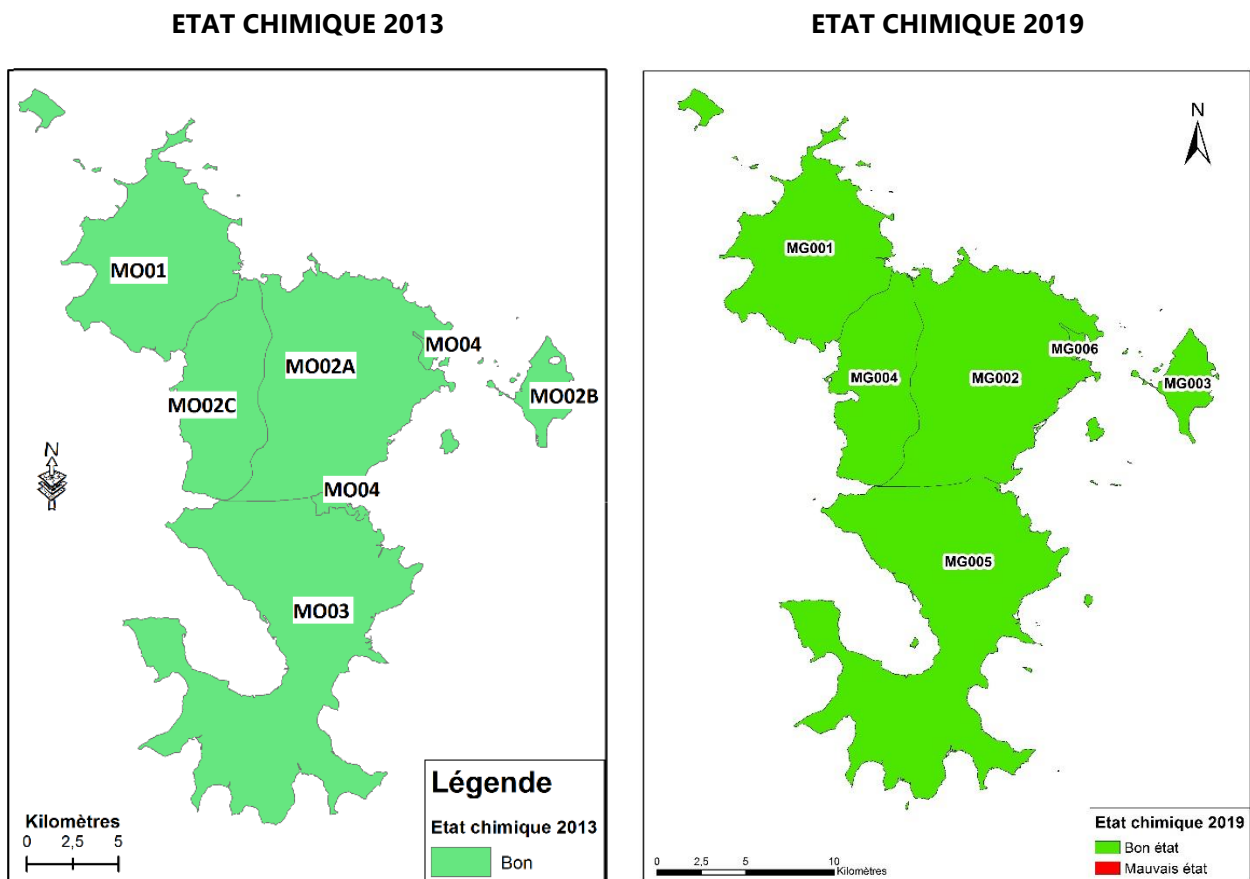 ETAT CHIMIQUE 2013
MO01
MO04
MO02A
MO02B
MO02C
N
MO04
MO03
Légende
Etat chimique 2013
Bon
Kilomètres
0 2,5 5
ETAT CHIMIQUE 2019
N
MG001
MG006
MG004
MG002
MG003
MG005
Etat chimique 2019
Bon état
Mauvais état
0 2,5 5 10
Kilomètres